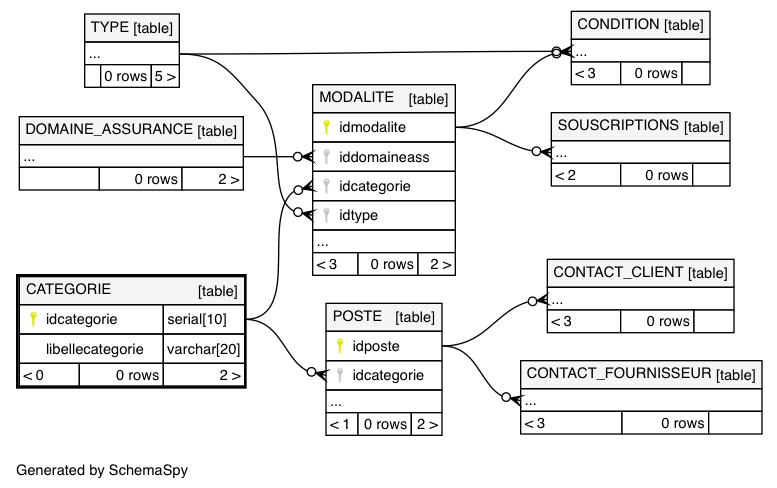 TYPE [table]
...
0 rows 5 >
CONDITION [table]
...
< 3 0 rows
MODALITE [table]
idmodalite
iddomaineass
idcategorie
idtype
...
< 3 0 rows 2 >
DOMAINE_ASSURANCE [table]
...
0 rows 2 >
SOUSCRIPTIONS [table]
...
< 2 0 rows
CATEGORIE [table]
idcategorie serial[10]
libellecategorie varchar[20]
< 0 0 rows 2 >
POSTE [table]
idposte
idcategorie
...
< 1 0 rows 2 >
CONTACT_CLIENT [table]
...
< 3 0 rows
CONTACT_FOURNISSEUR [table]
...
< 3 0 rows
Generated by SchemaSpy